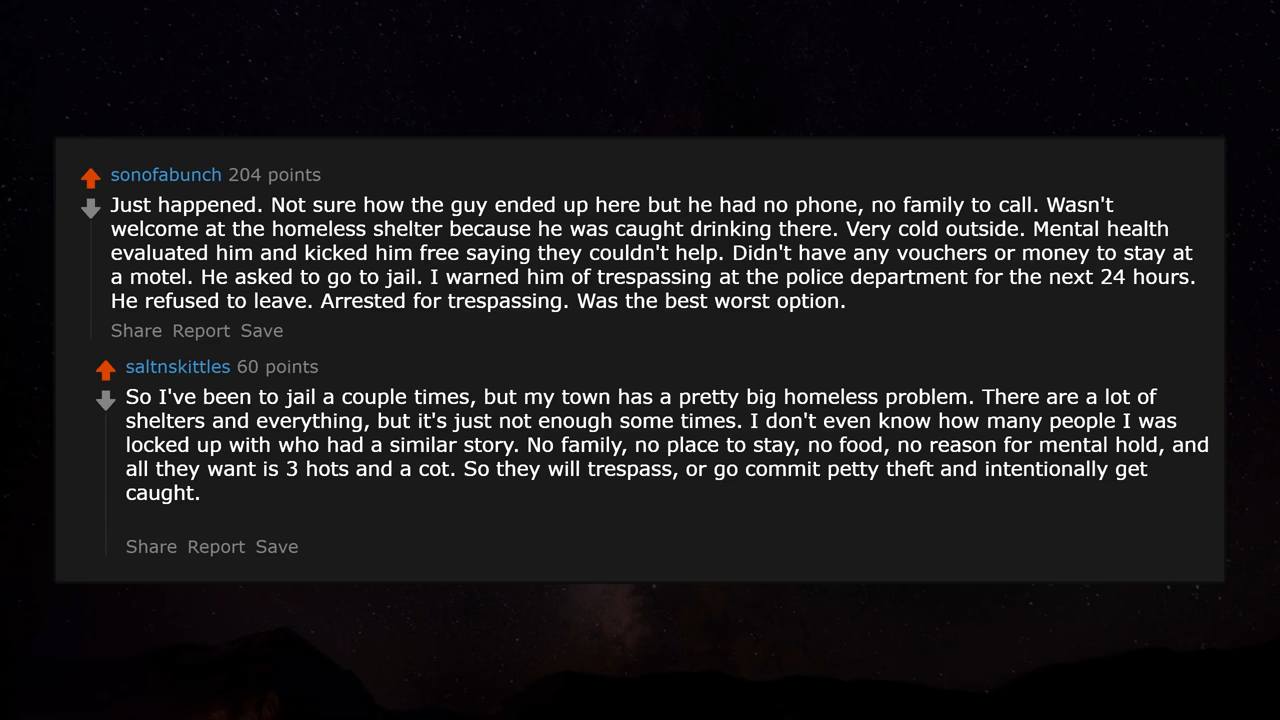 sonofabunch 204 points
Just happened. Not sure how the guy ended up here but he had no phone, no family to call. Wasn't
welcome at the homeless shelter because he was caught drinking there. Very cold outside. Mental health
evaluated him and kicked him free saying they couldn't help. Didn't have any vouchers or money to stay at
a motel. He asked to go to jail. I warned him of trespassing at the police department for the next 24 hours.
He refused to leave. Arrested for trespassing. Was the best worst option.
Share Report Save
saltnskittles 60 points
So I've been to jail a couple times, but my town has a pretty big homeless problem. There are a lot of
shelters and everything, but it's just not enough some times. I don't even know how many people I was
locked up with who had a similar story. No family, no place to stay, no food, no reason for mental hold, and
all they want is 3 hots and a cot. So they will trespass, or go commit petty theft and intentionally get
caught.
Share Report Save